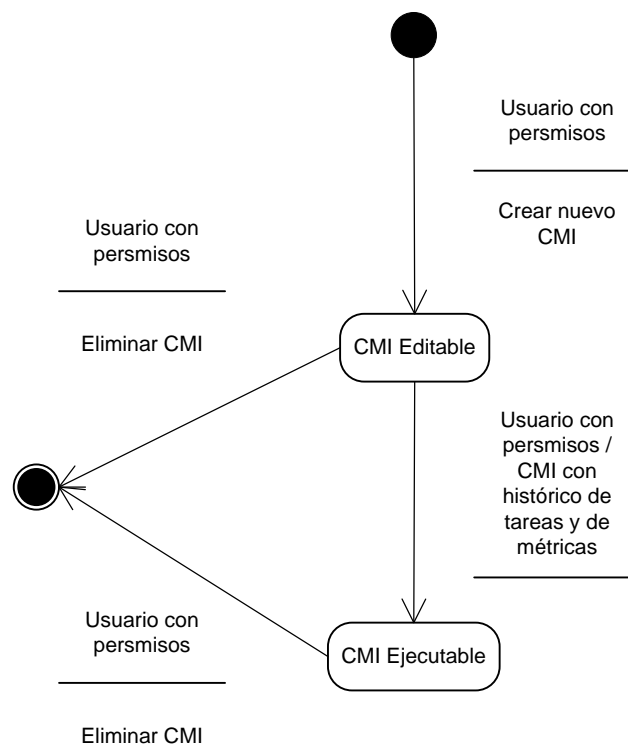 Usuario con
persmisos
Crear nuevo
CMI
Usuario con
persmisos
Eliminar CMI
CMI Editable
Usuario con
persmisos /
CMI con
histórico de
tareas y de
métricas
Usuario con
persmisos
CMI Ejecutable
Eliminar CMI